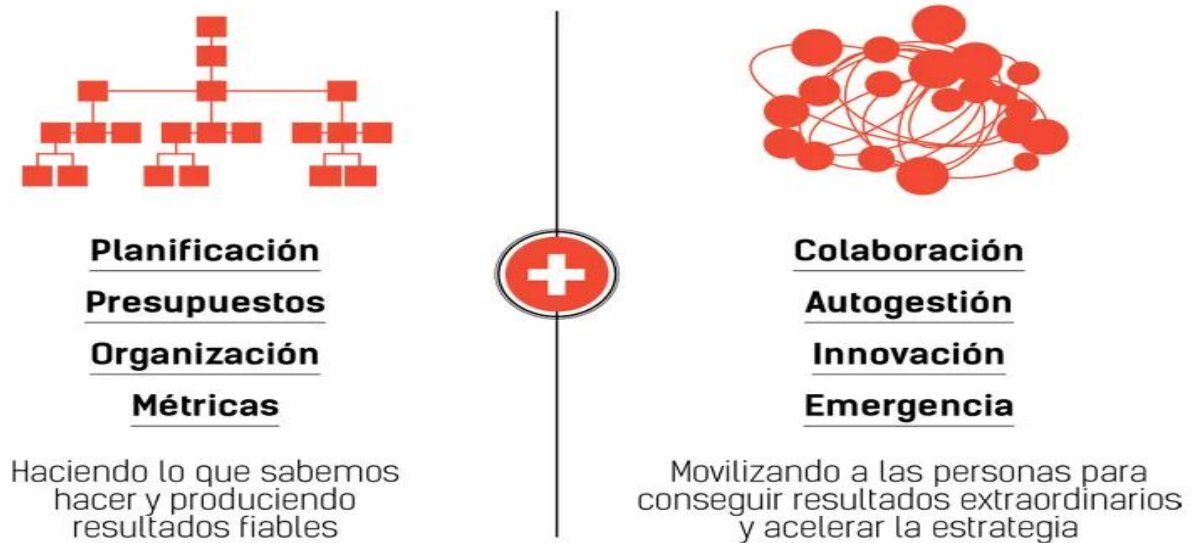 Planificación
Presupuestos
Organización
Métricas
Haciendo lo que sabemos
hacer y produciendo
resultados fiables
Colaboración
Autogestión
Innovación
Emergencia
Movilizando a las personas para
conseguir resultados extraordinarios
y acelerar la estrategia